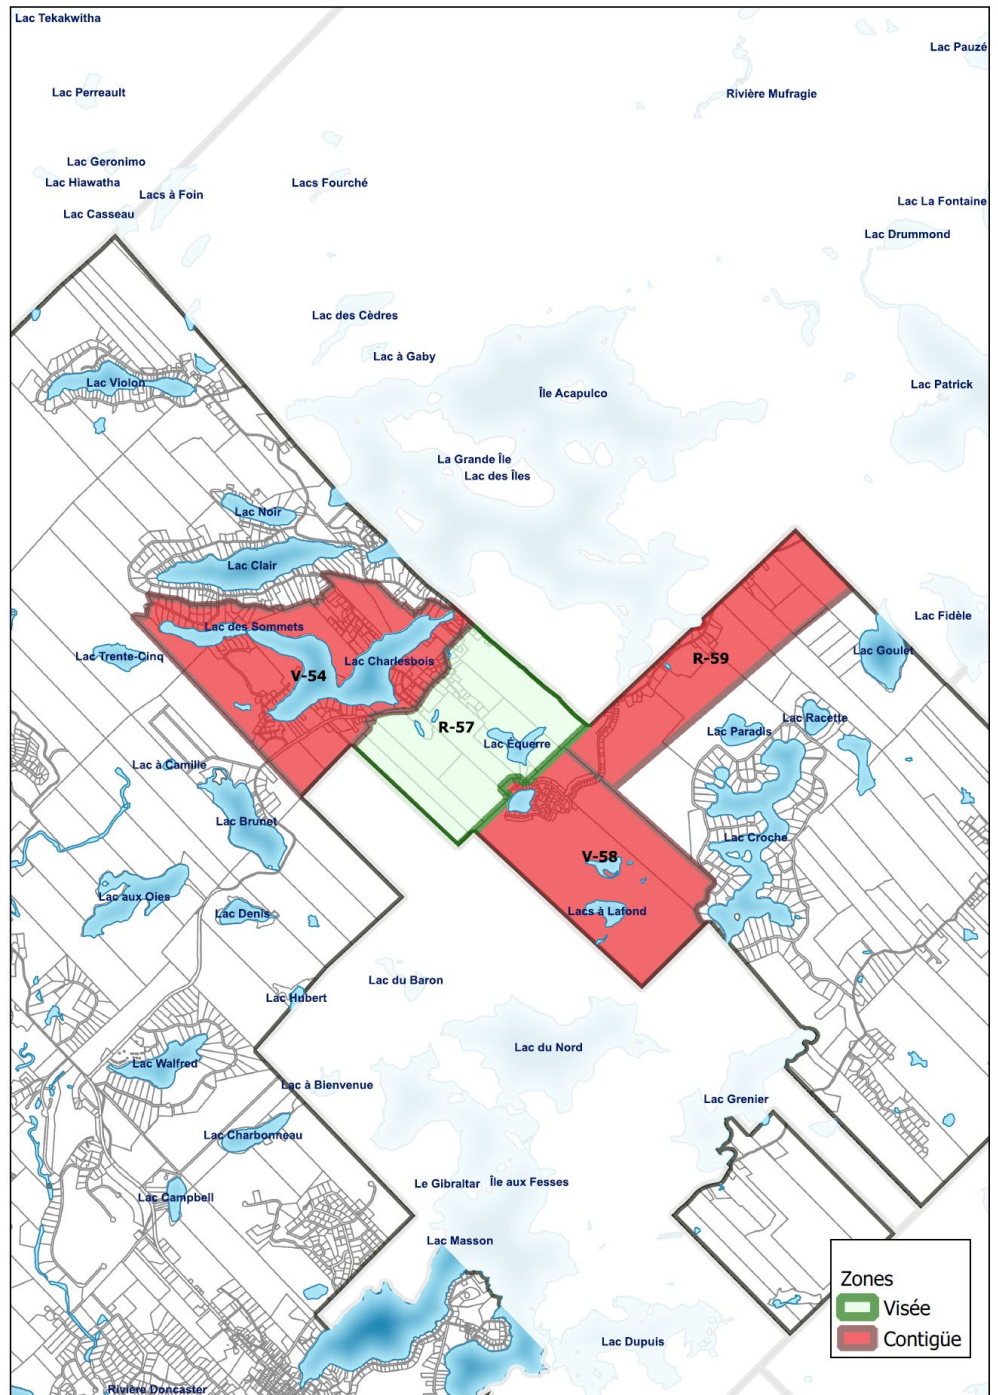 Lac Tekakwitha
Lac Pauzé
Lac Perreault
Rivière Mufragie
Lac Geronimo
Lac Hiawatha
Lacs à Foin
Lacs Fourché
Lac Casseau
Lac La Fontaine
Lac Drummond
Lac des Cèdres
Lac à Gaby
Lac Violon
Île Acapulco
Lac Patrick
La Grande Île
Lac des Îles
Lac Noir
Lac Clair
Lac Fidèle
Lac des Sommets
Lac Trente-Cinq
Lac Charlesbois
V-54
R-59
Lac Goulet
R-57
Lac Équerre
Lac Racette
Lac Paradis
Lac à Camille
Lac Brunet
Lac Croche
V-58
Lac aux Oies
Lac Denis
Lacs à Lafond
Lac du Baron
Lac Hubert
Lac du Nord
Lac Walfred
Lac à Bienvenue
Lac Grenier
Lac Charbonneau
Le Gibraltar
Île aux Fesses
Lac Campbell
Lac Masson
Zones
Visée
Contigüe
Lac Dupuis
Rivière Doncaster